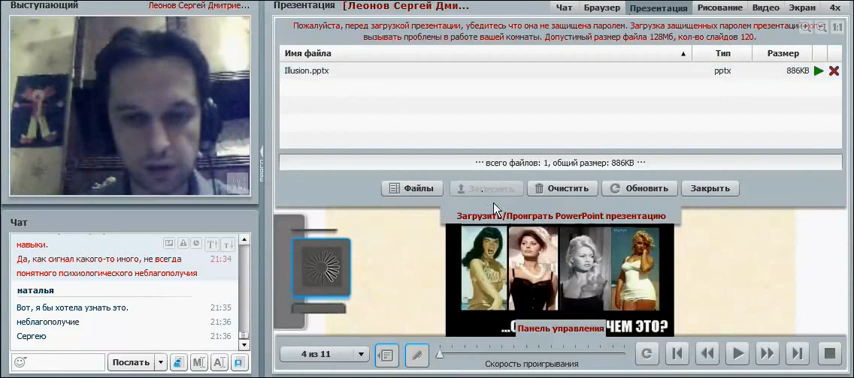 Выступающий
Леонов Сергей Дмитрие...
Презентация
[Леонов Сергей Дми...
Чат
Браузер
Презентация
Рисование
Видео
Экран
4x
Пожалуйста, перед загрузкой презентации, убедитесь что она не защищена паролем. Загрузка защищенных паролем презентаци
вызывать проблемы в работе вашей комнаты. Допустимый размер файла 128Мб, кол-во слайдов 120.
1:1
Имя файла
Тип
Размер
Illusion.pptx
pptx
886KB
··· всего файлов: 1, общий размер: 886KB ···
Файлы
Очистить
Обновить
Закрыть
Загрузить/Проиграть PowerPoint презентацию
Чат
навыки.
Да, как сигнал какого-то иного, не всегда 21:34
понятного психологического неблагополучия
наталья
Вот, я бы хотела узнать это. 21:35
неблагополучие 21:36
Сергею 21:36
Послать
ЧЕМ ЭТО?
Панель управления
4 из 11
Скорость проигрывания